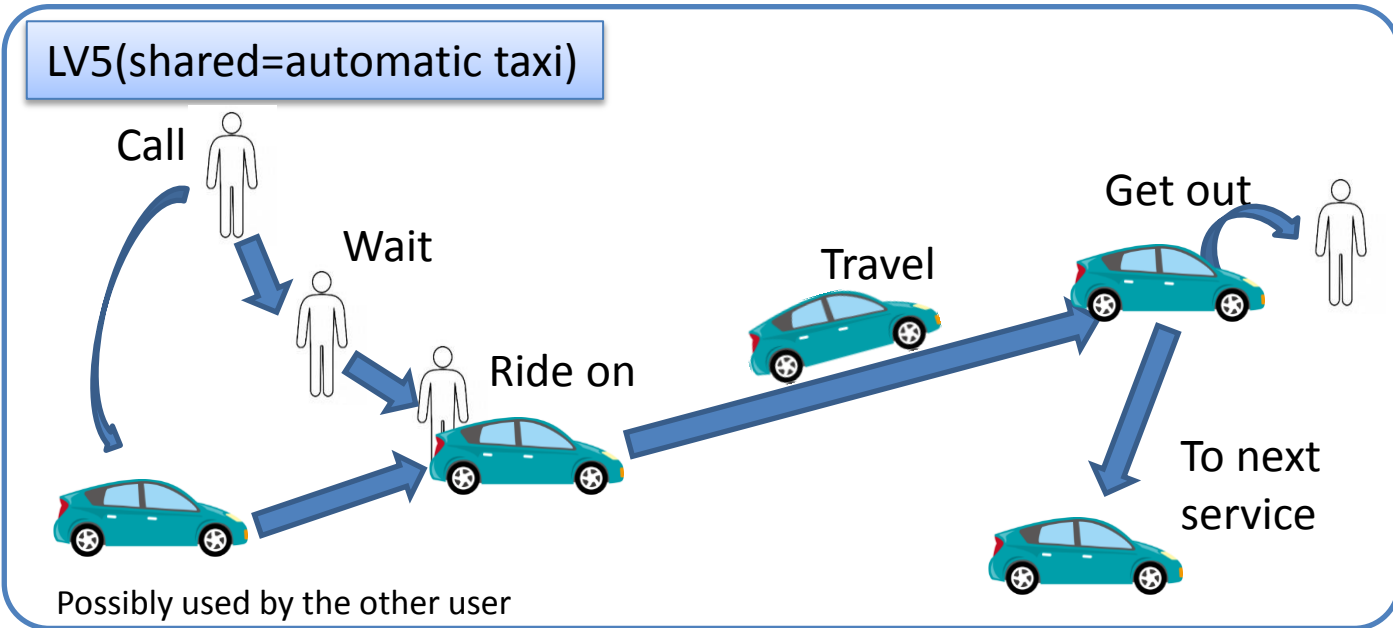 LV5(shared=automatic taxi)
Call
Wait
Ride on
Travel
Get out
To next
service
Possibly used by the other user